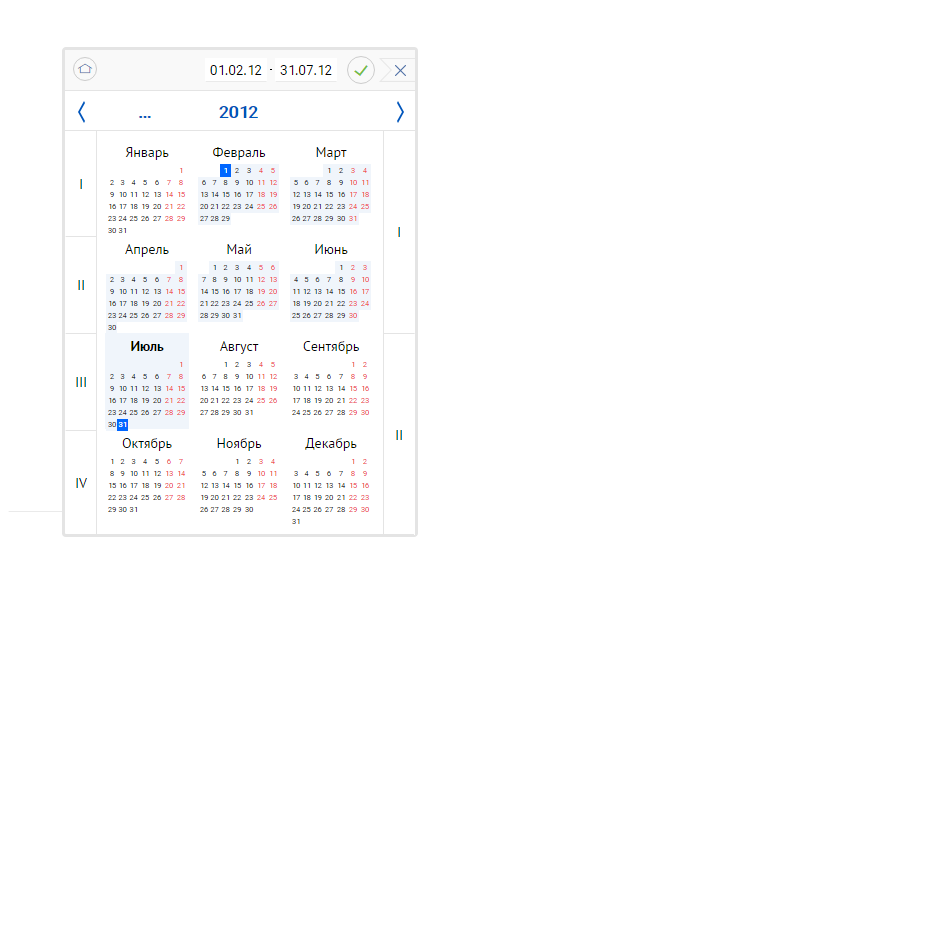 01.02.12 - 31.07.12
... 2012
Январь Февраль Март
1 1 2 3 4 5 1 2 3 4
2 3 4 5 6 7 8 6 7 8 9 10 11 12 5 6 7 8 9 10 11
I 9 10 11 12 13 14 15 13 14 15 16 17 18 19 12 13 14 15 16 17 18
16 17 18 19 20 21 22 20 21 22 23 24 25 26 19 20 21 22 23 24 25
23 24 25 26 27 28 29 27 28 29 26 27 28 29 30 31
30 31 I
Апрель Май Июнь
1 1 2 3 4 5 6 1 2 3
II 2 3 4 5 6 7 8 7 8 9 10 11 12 13 4 5 6 7 8 9 10
9 10 11 12 13 14 15 14 15 16 17 18 19 20 11 12 13 14 15 16 17
16 17 18 19 20 21 22 21 22 23 24 25 26 27 18 19 20 21 22 23 24
23 24 25 26 27 28 29 28 29 30 31 25 26 27 28 29 30
30
Июль Август Сентябрь
1 1 2 3 4 5 1 2
III 2 3 4 5 6 7 8 6 7 8 9 10 11 12 3 4 5 6 7 8 9
9 10 11 12 13 14 15 13 14 15 16 17 18 19 10 11 12 13 14 15 16
16 17 18 19 20 21 22 20 21 22 23 24 25 26 17 18 19 20 21 22 23
23 24 25 26 27 28 29 27 28 29 30 31 24 25 26 27 28 29 30
30 31 II
Октябрь Ноябрь Декабрь
1 2 3 4 5 6 7 1 2 3 4 1 2
8 9 10 11 12 13 14 5 6 7 8 9 10 11 3 4 5 6 7 8 9
IV 15 16 17 18 19 20 21 12 13 14 15 16 17 18 10 11 12 13 14 15 16
22 23 24 25 26 27 28 19 20 21 22 23 24 25 17 18 19 20 21 22 23
29 30 31 26 27 28 29 30 24 25 26 27 28 29 30
31